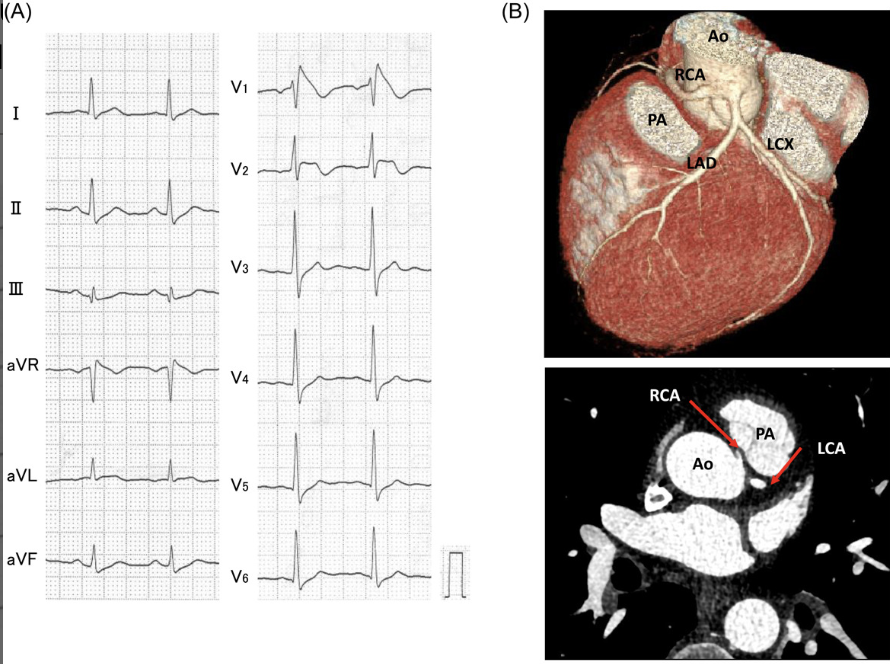 (A)
I
II
III
aVR
aVL
aVF
V1
V2
V3
V4
V5
V6
(B)
Ao
RCA
PA
LCX
LAD
RCA
PA
LCA
Ao